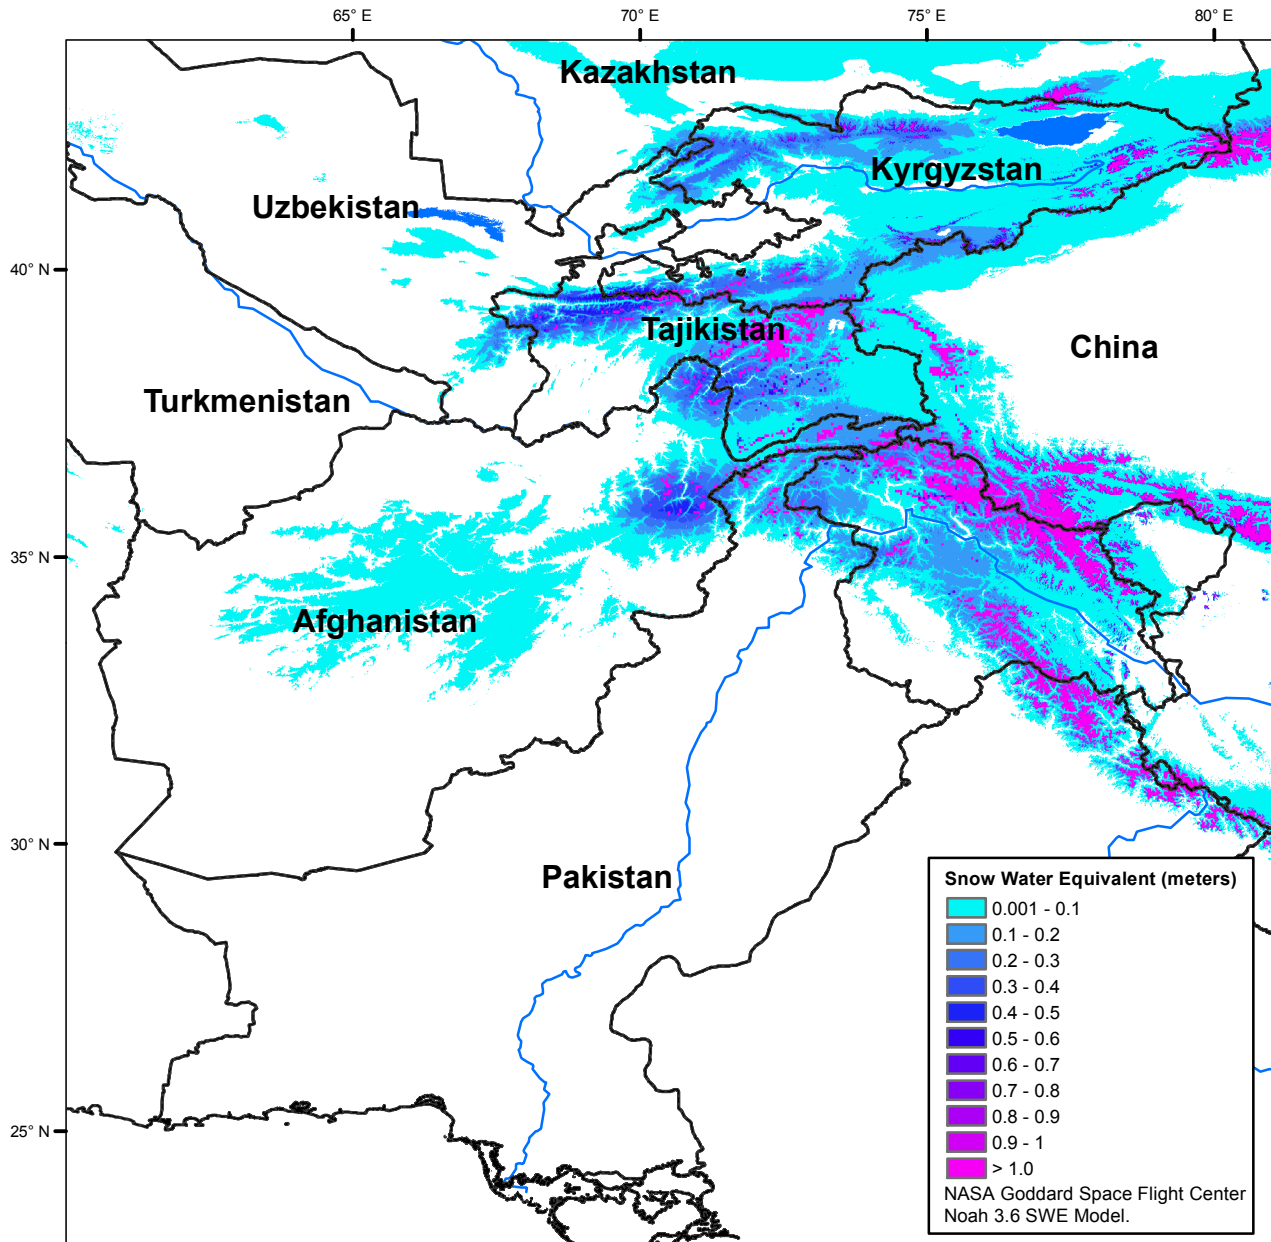 65° E
70° E
75° E
80° E
Kazakhstan
Kyrgyzstan
Uzbekistan
40° N
Tajikistan
China
Turkmenistan
35° N
Afghanistan
30° N
Pakistan
25° N
Snow Water Equivalent (meters)
0.001 - 0.1
0.1 - 0.2
0.2 - 0.3
0.3 - 0.4
0.4 - 0.5
0.5 - 0.6
0.6 - 0.7
0.7 - 0.8
0.8 - 0.9
0.9 - 1
> 1.0
NASA Goddard Space Flight Center
Noah 3.6 SWE Model.